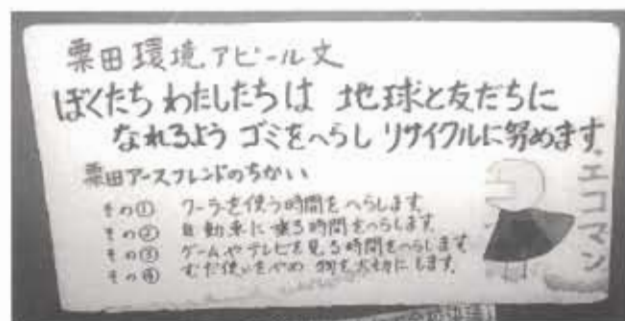 粟田環境アピール文
ぼくたち わたしたちは 地球と友だちに
なれるよう ゴミをへらし リサイクルに努めます。
粟田アースフレンドのちかい
その① クーラーを使う時間をへらします
その② 自動車に乗る時間をへらします。
その③ ゲームやテレビを見る時間をへらします
その④ むだ使いをやめ 物を大切にします。
エコマン